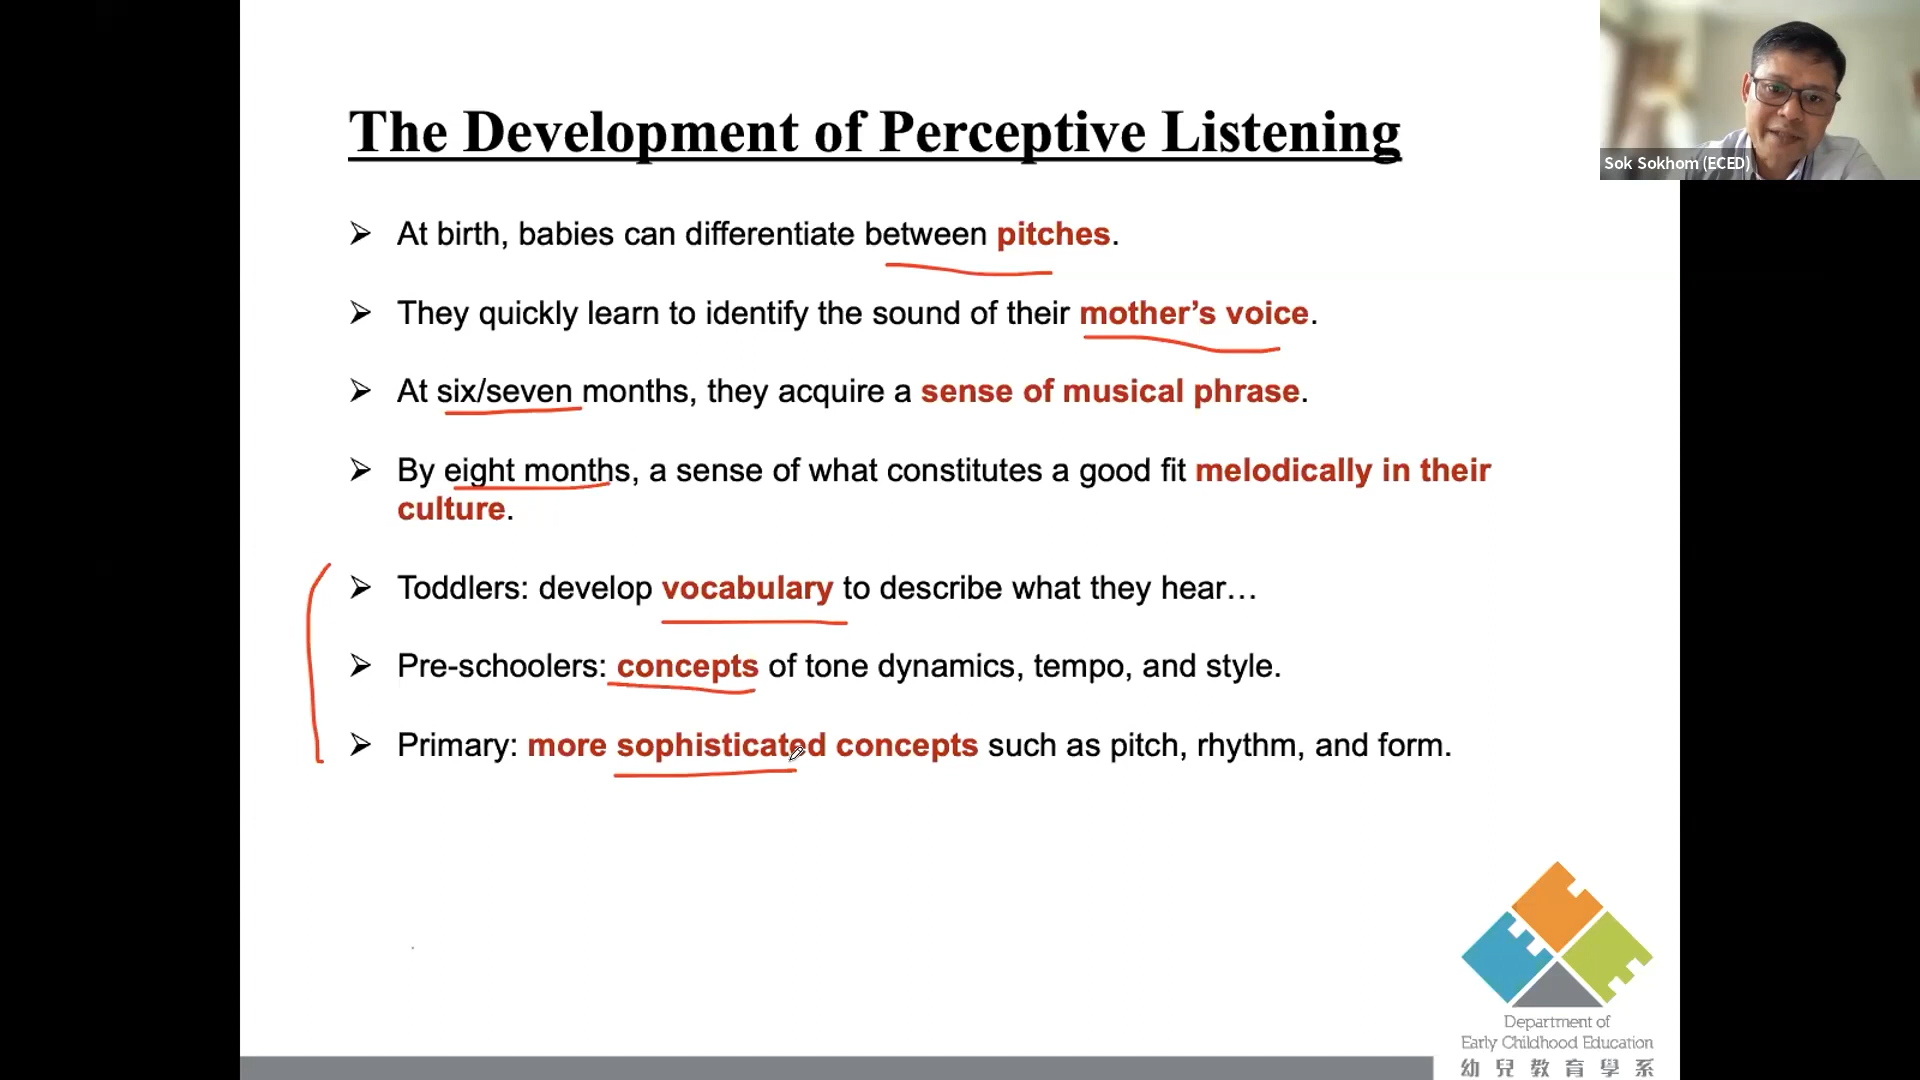 The Development of Perceptive Listening
Sok Sokhom (ECED)
➢ At birth, babies can differentiate between pitches.
➢ They quickly learn to identify the sound of their mother’s voice.
➢ At six/seven months, they acquire a sense of musical phrase.
➢ By eight months, a sense of what constitutes a good fit melodically in their
culture.
➢ Toddlers: develop vocabulary to describe what they hear…
➢ Pre-schoolers: concepts of tone dynamics, tempo, and style.
➢ Primary: more sophisticated concepts such as pitch, rhythm, and form.
Department of
Early Childhood Education
幼兒教育學系